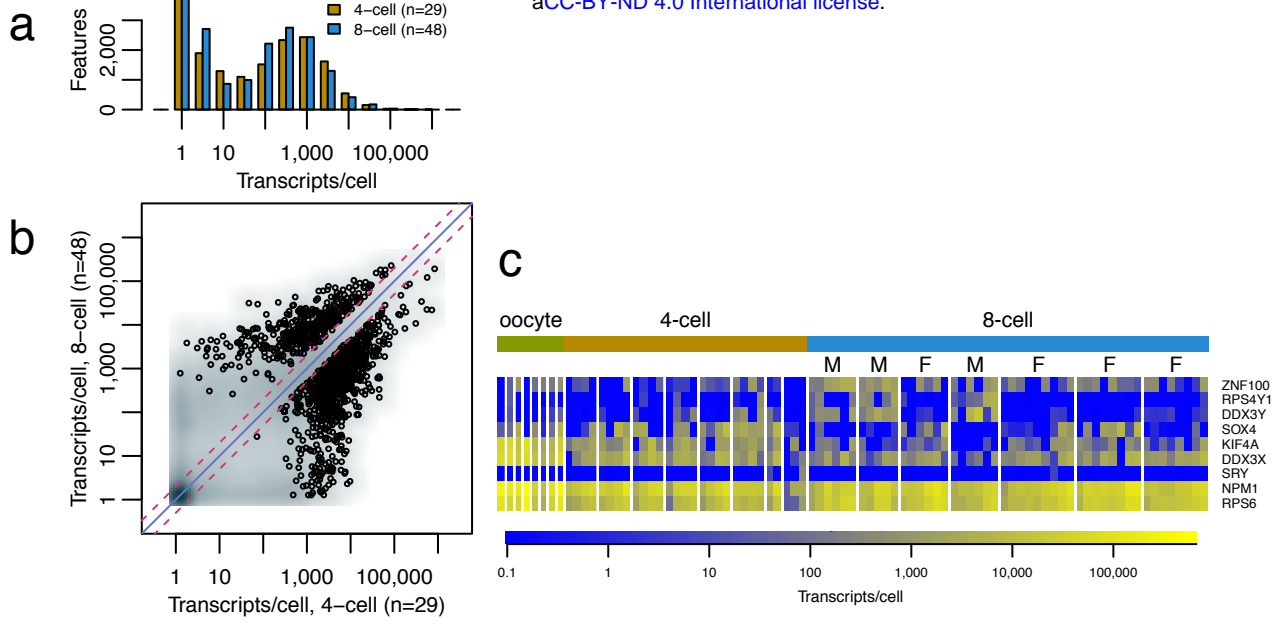 aCC-BY-ND 4.0 International license.
a
4−cell (n=29)
8−cell (n=48)
Features
0
2,000
1
10
1,000
100,000
Transcripts/cell
b
Transcripts/cell, 8−cell (n=48)
1
10
1,000
100,000
1
10
1,000
100,000
Transcripts/cell, 4−cell (n=29)
c
oocyte
4-cell
8-cell
M
M
F
M
F
F
F
ZNF100
RPS4Y1
DDX3Y
SOX4
KIF4A
DDX3X
SRY
NPM1
RPS6
0.1
1
10
100
1,000
10,000
100,000
Transcripts/cell